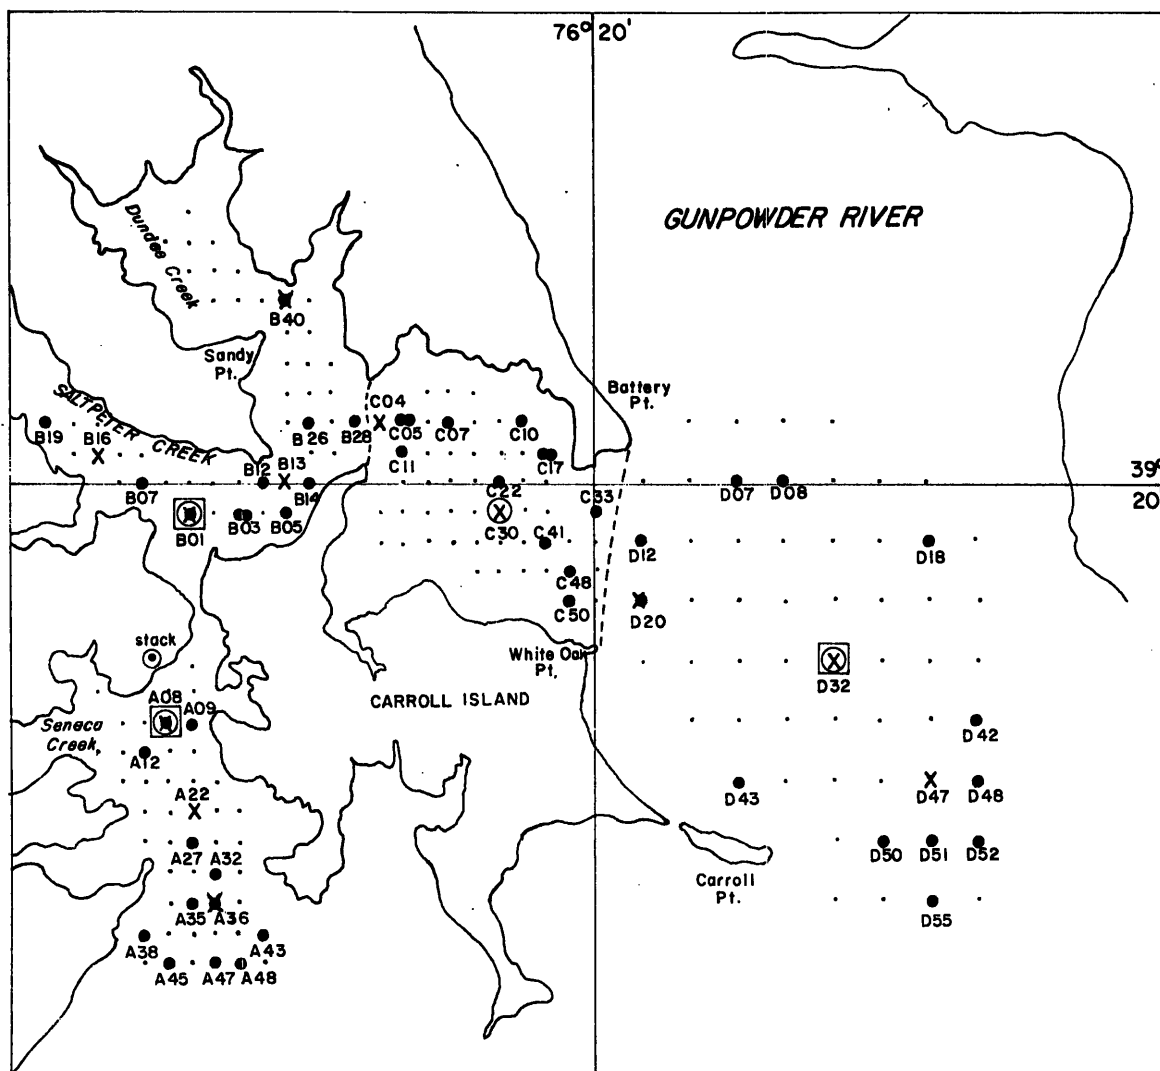 76° 20'
GUNPOWDER RIVER
Dundee
Creek
B40
Sandy
Pt.
Battery
Pt.
SALTPETER CREEK
C04
B19
B16
B26
B28
C05
C07
C10
B12
B13
C11
C17
39°
20'
B07
B14
C22
C33
D07
D08
B01
B03
B05
C30
C41
D12
D18
C48
C50
D20
stack
White Oak
Pt.
D32
A08
A09
CARROLL ISLAND
Seneca
Creek
A12
D42
A22
D43
D47
D48
A27
A32
D50
D51
D52
Carroll
Pt.
A35
A36
D55
A38
A43
A45
A47
A48